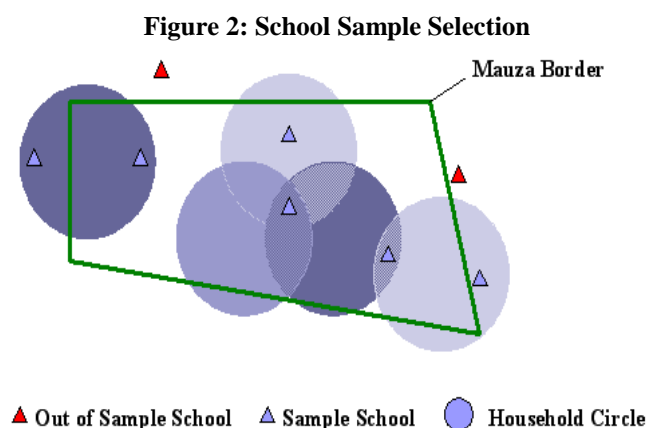 Figure 2: School Sample Selection
Mauza Border
Out of Sample School
Sample School
Household Circle